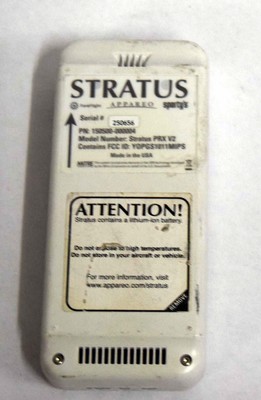 STRATUS
ForeFlight APPAREO sporty's
Serial # 250656
PN: 150500-000004
Model Number: Stratus PRX V2
Contains FCC ID: YOPGS1011MIPS
Made in the USA
ATTENTION!
Stratus contains a lithium-ion battery.
Do not expose to high temperatures.
Do not store in your aircraft or vehicle.
For more information, visit
www.appareo.com/stratus
REMOVE